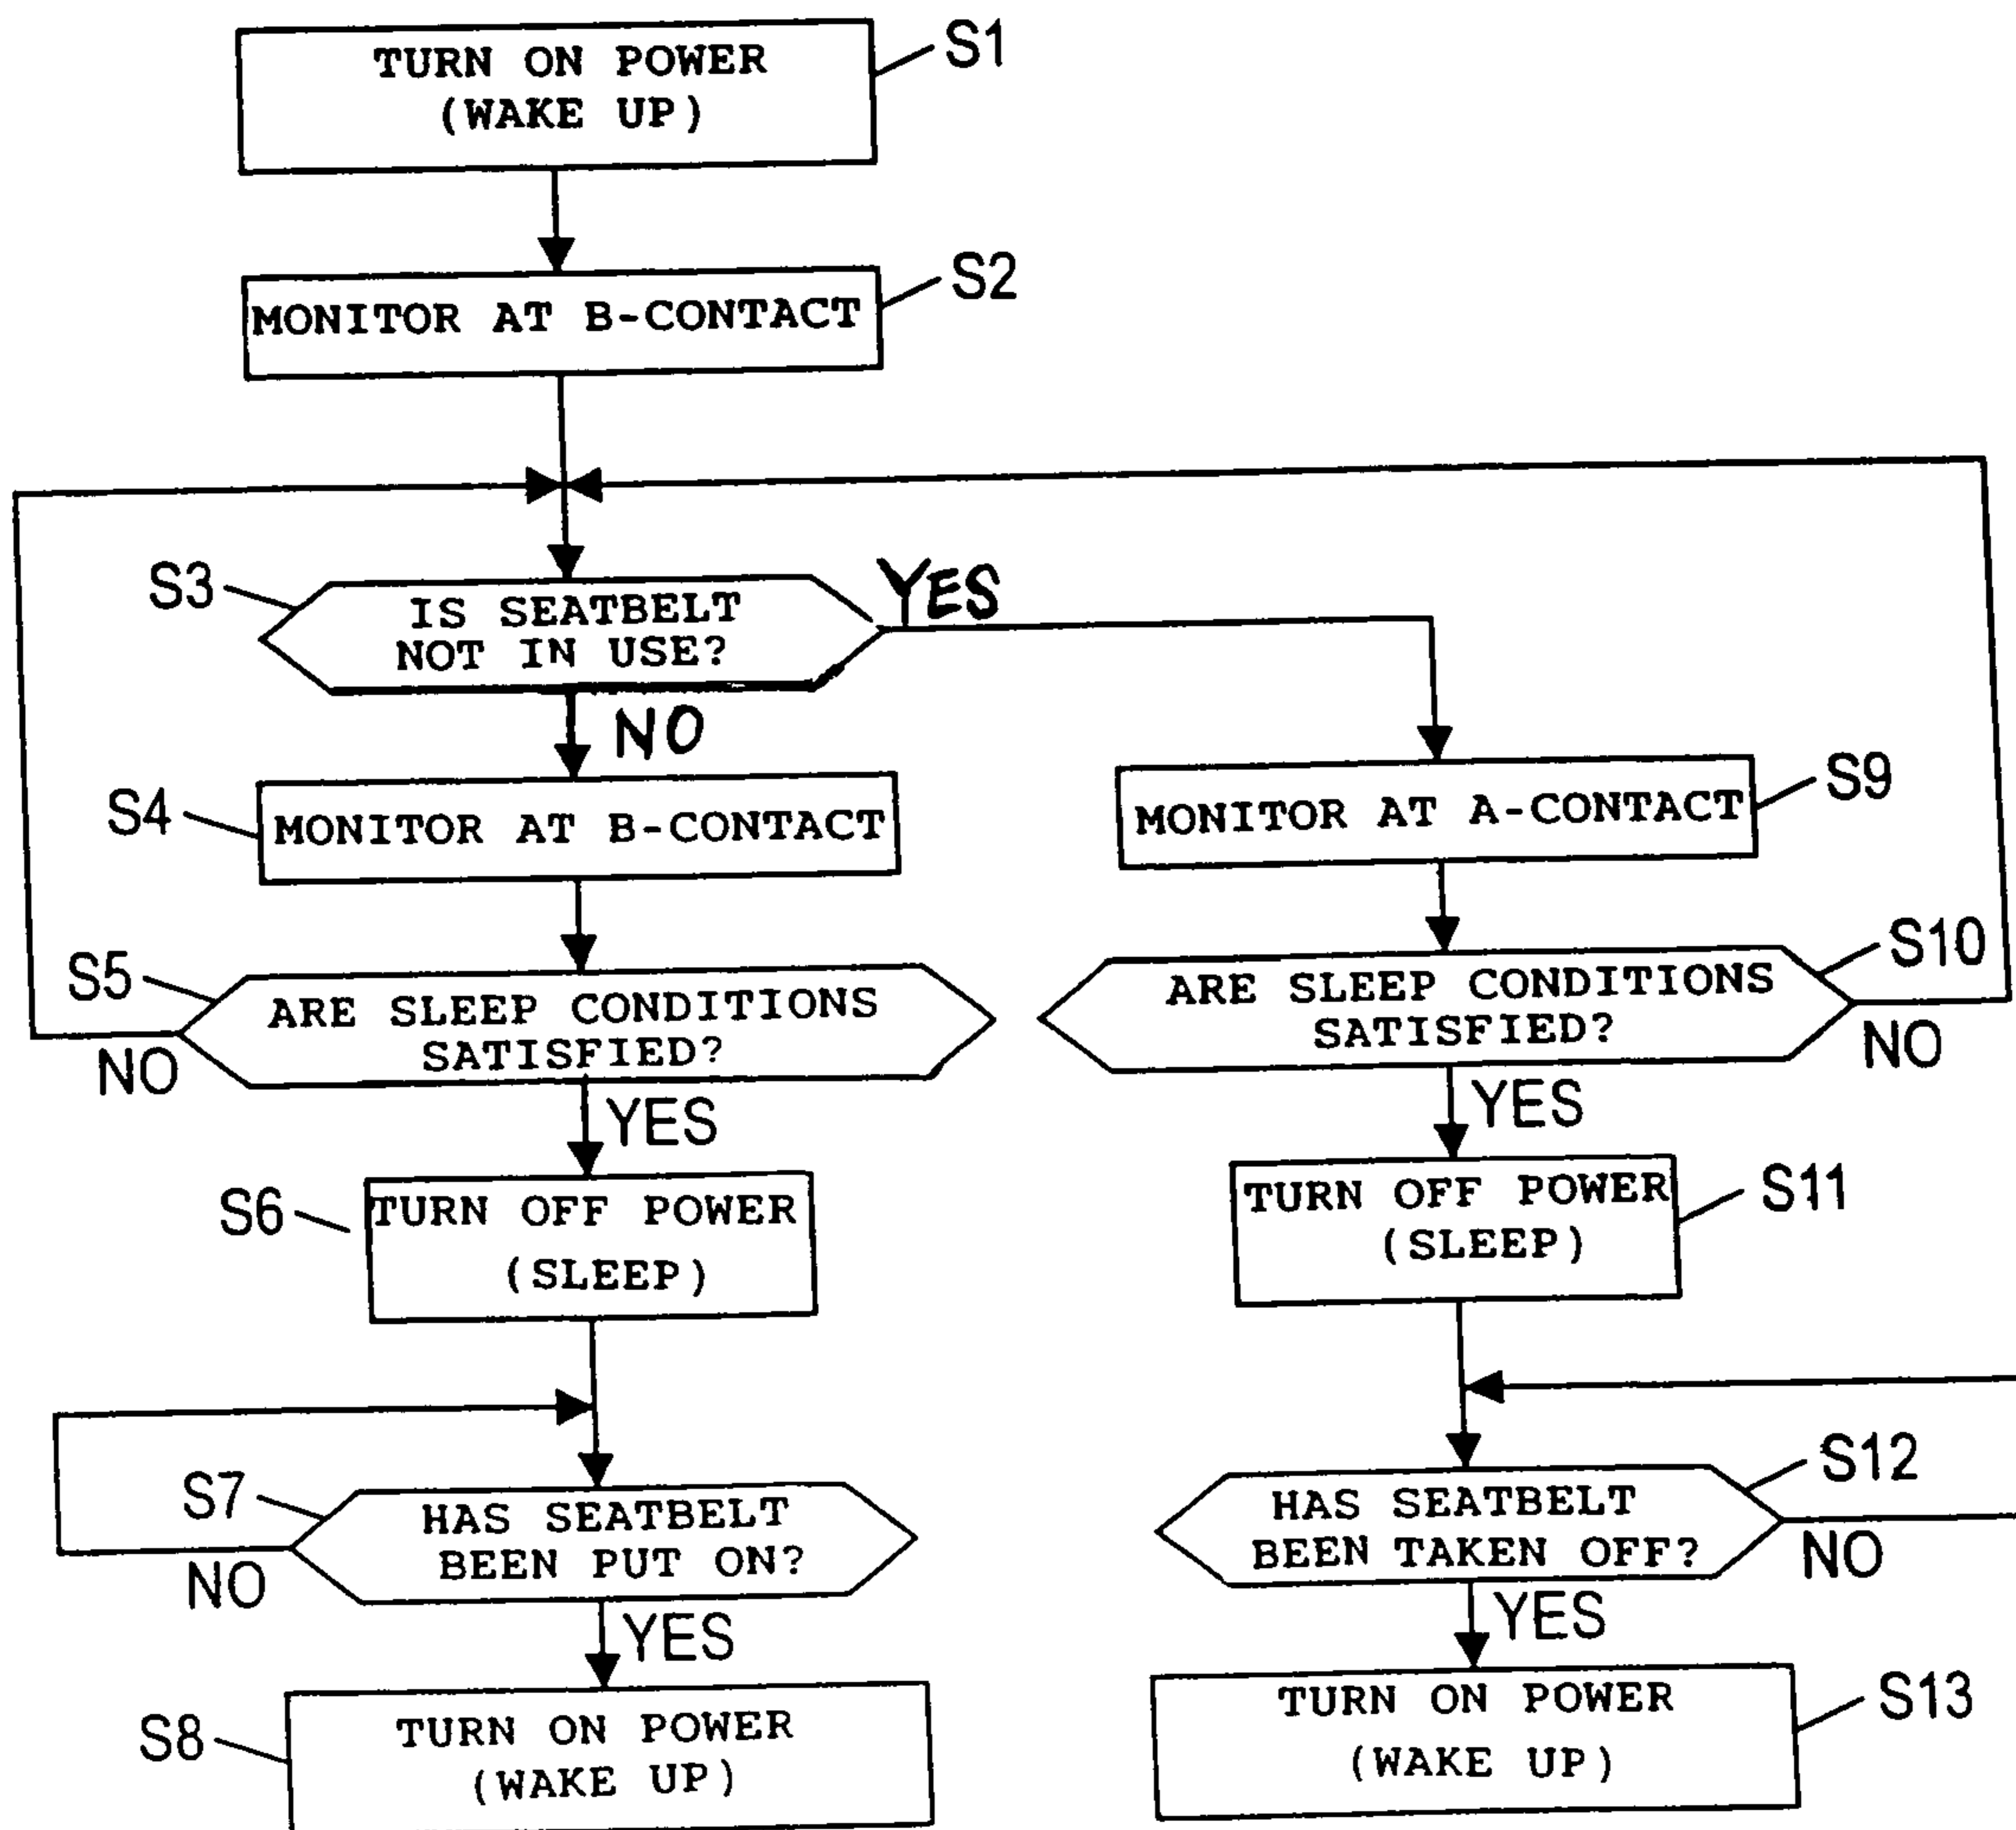 TURN ON POWER
(WAKE UP)
S1
MONITOR AT B-CONTACT
S2
S3
IS SEATBELT
NOT IN USE?
YES
NO
S4
MONITOR AT B-CONTACT
MONITOR AT A-CONTACT
S9
S5
ARE SLEEP CONDITIONS
SATISFIED?
NO
YES
ARE SLEEP CONDITIONS
SATISFIED?
S10
NO
YES
S6
TURN OFF POWER
(SLEEP)
TURN OFF POWER
(SLEEP)
S11
S7
HAS SEATBELT
BEEN PUT ON?
NO
YES
HAS SEATBELT
BEEN TAKEN OFF?
S12
NO
YES
S8
TURN ON POWER
(WAKE UP)
TURN ON POWER
(WAKE UP)
S13